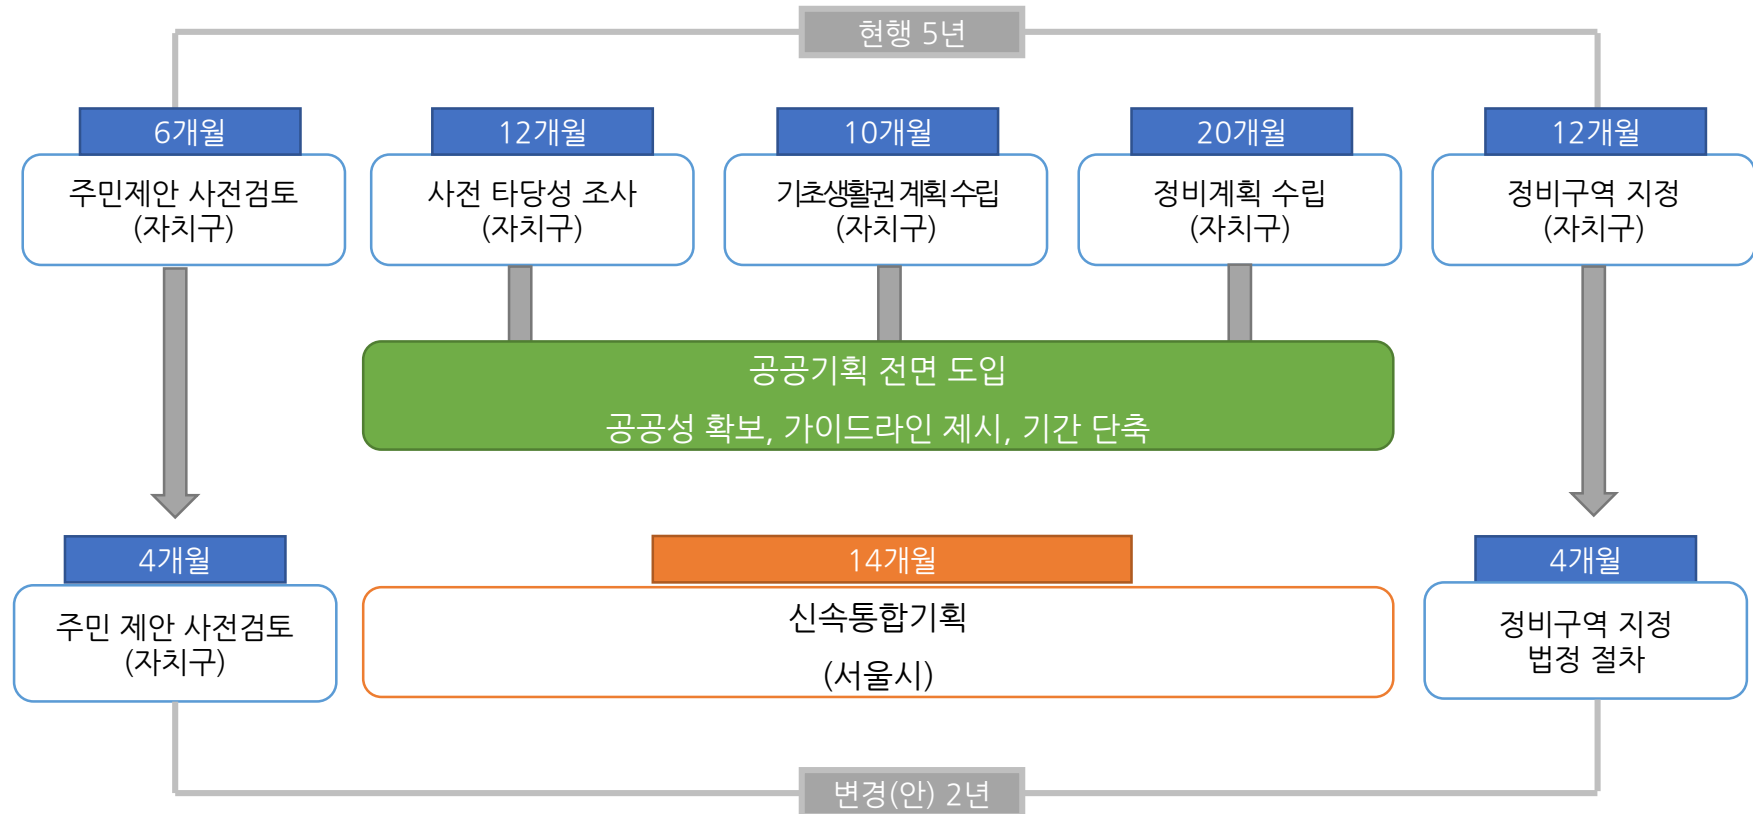 현행 5년
6개월
12개월
10개월
20개월
12개월
주민제안 사전검토
(자치구)
사전 타당성 조사
(자치구)
기초생활권 계획 수립
(자치구)
정비계획 수립
(자치구)
정비구역 지정
(자치구)
공공기획 전면 도입
공공성 확보, 가이드라인 제시, 기간 단축
4개월
14개월
4개월
주민 제안 사전검토
(자치구)
신속통합기획
(서울시)
정비구역 지정
법정 절차
변경(안) 2년